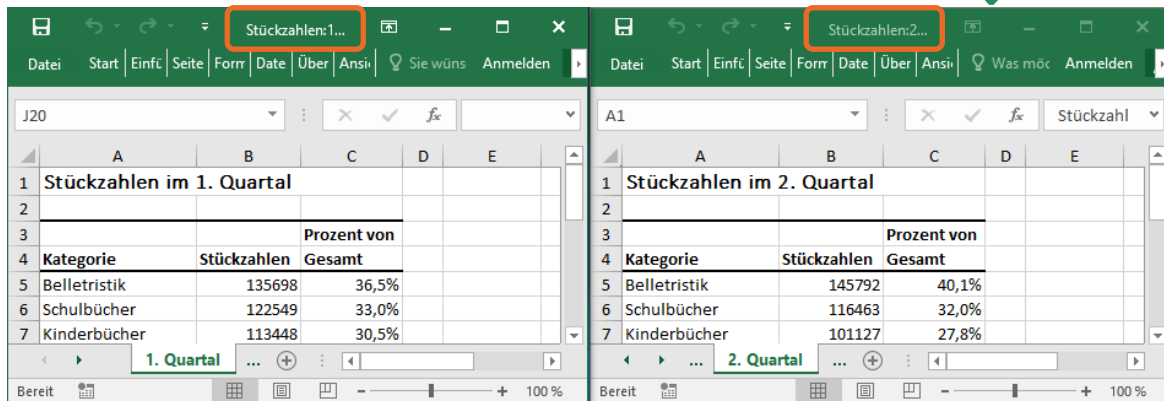 Stückzahlen:1...
Datei Start Einfü Seite Forr Date Über Ansi Sie wüns Anmelden
J20 fx
A B C D E
1 Stückzahlen im 1. Quartal
2
3 Prozent von
4 Kategorie Stückzahlen Gesamt
5 Belletristik 135698 36,5%
6 Schulbücher 122549 33,0%
7 Kinderbücher 113448 30,5%
1. Quartal ...
Bereit 100 %
Stückzahlen:2...
Datei Start Einfü Seite Forr Date Über Ansi Was möc Anmelden
A1 fx Stückzahl
A B C D E
1 Stückzahlen im 2. Quartal
2
3 Prozent von
4 Kategorie Stückzahlen Gesamt
5 Belletristik 145792 40,1%
6 Schulbücher 116463 32,0%
7 Kinderbücher 101127 27,8%
... 2. Quartal ...
Bereit 100 %